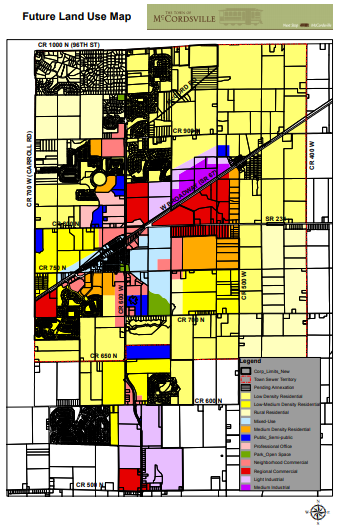 Future Land Use Map
THE TOWN OF
MCCORDSVILLE
CR 1000 N (96TH ST)
CR 900 N
CR 700 W (CARROLL RD)
CR 400 W
W BROADWAY
SR 234
CR 750 N
CR 500 W
CR 600 W
CR 700 N
CR 650 N
CR 600 N
CR 500 N
Legend
Corp_Limits_New
Town Sewer Territory
Pending Annexation
Low Density Residential
Low-Medium Density Residential
Rural Residential
Mixed-Use
Medium Density Residential
Public_Semi-public
Professional Office
Park_Open Space
Neighborhood Commercial
Regional Commercial
Light Industrial
Medium Industrial
N